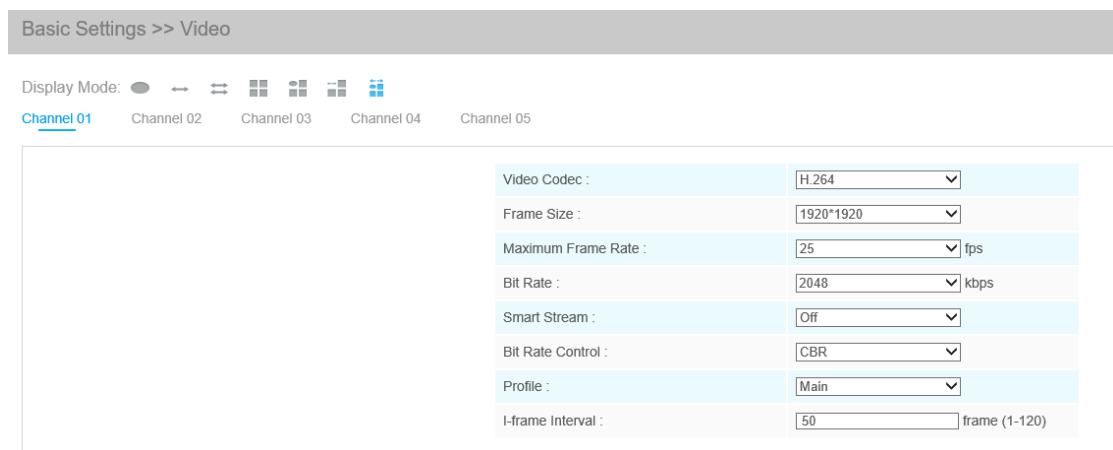 Basic Settings >> Video
Display Mode:
Channel 01 Channel 02 Channel 03 Channel 04 Channel 05
Video Codec : H.264
Frame Size : 1920*1920
Maximum Frame Rate : 25 fps
Bit Rate : 2048 kbps
Smart Stream : Off
Bit Rate Control : CBR
Profile : Main
I-frame Interval : 50 frame (1-120)